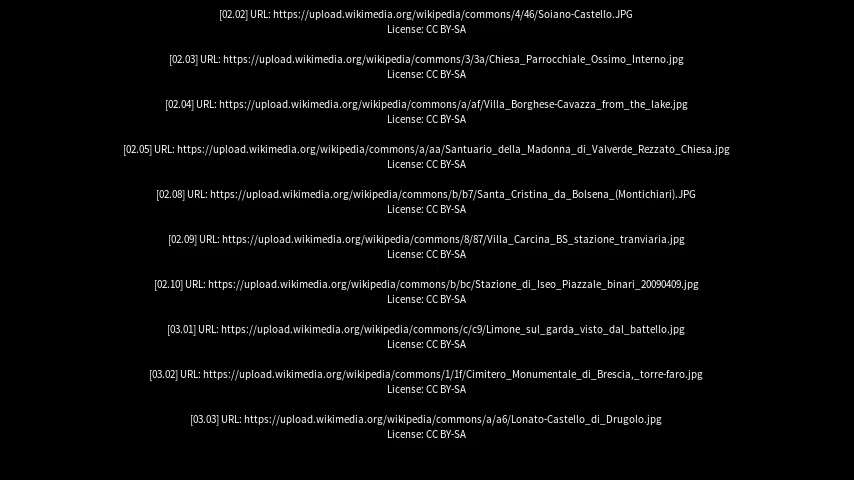 [02.02] URL: https://upload.wikimedia.org/wikipedia/commons/4/46/Soiano-Castello.JPG
License: CC BY-SA
[02.03] URL: https://upload.wikimedia.org/wikipedia/commons/3/3a/Chiesa_Parrocchiale_Ossimo_Interno.jpg
License: CC BY-SA
[02.04] URL: https://upload.wikimedia.org/wikipedia/commons/a/af/Villa_Borghese-Cavazza_from_the_lake.jpg
License: CC BY-SA
[02.05] URL: https://upload.wikimedia.org/wikipedia/commons/a/aa/Santuario_della_Madonna_di_Valverde_Rezzato_Chiesa.jpg
License: CC BY-SA
[02.08] URL: https://upload.wikimedia.org/wikipedia/commons/b/b7/Santa_Cristina_da_Bolsena_(Montichiari).JPG
License: CC BY-SA
[02.09] URL: https://upload.wikimedia.org/wikipedia/commons/8/87/Villa_Carcina_BS_stazione_tranviaria.jpg
License: CC BY-SA
[02.10] URL: https://upload.wikimedia.org/wikipedia/commons/b/bc/Stazione_di_Iseo_Piazzale_binari_20090409.jpg
License: CC BY-SA
[03.01] URL: https://upload.wikimedia.org/wikipedia/commons/c/c9/Limone_sul_garda_visto_dal_battello.jpg
License: CC BY-SA
[03.02] URL: https://upload.wikimedia.org/wikipedia/commons/1/1f/Cimitero_Monumentale_di_Brescia,_torre-faro.jpg
License: CC BY-SA
[03.03] URL: https://upload.wikimedia.org/wikipedia/commons/a/a6/Lonato-Castello_di_Drugolo.jpg
License: CC BY-SA